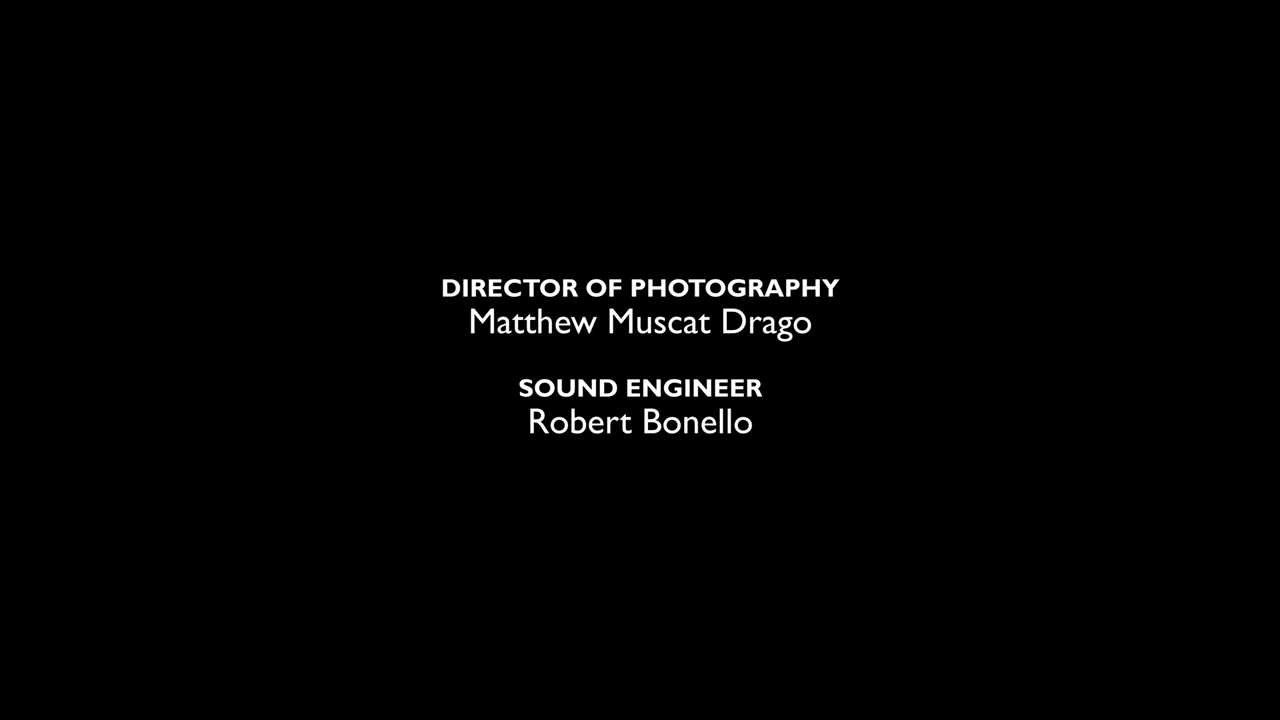 DIRECTOR OF PHOTOGRAPHY
Matthew Muscat Drago
SOUND ENGINEER
Robert Bonello